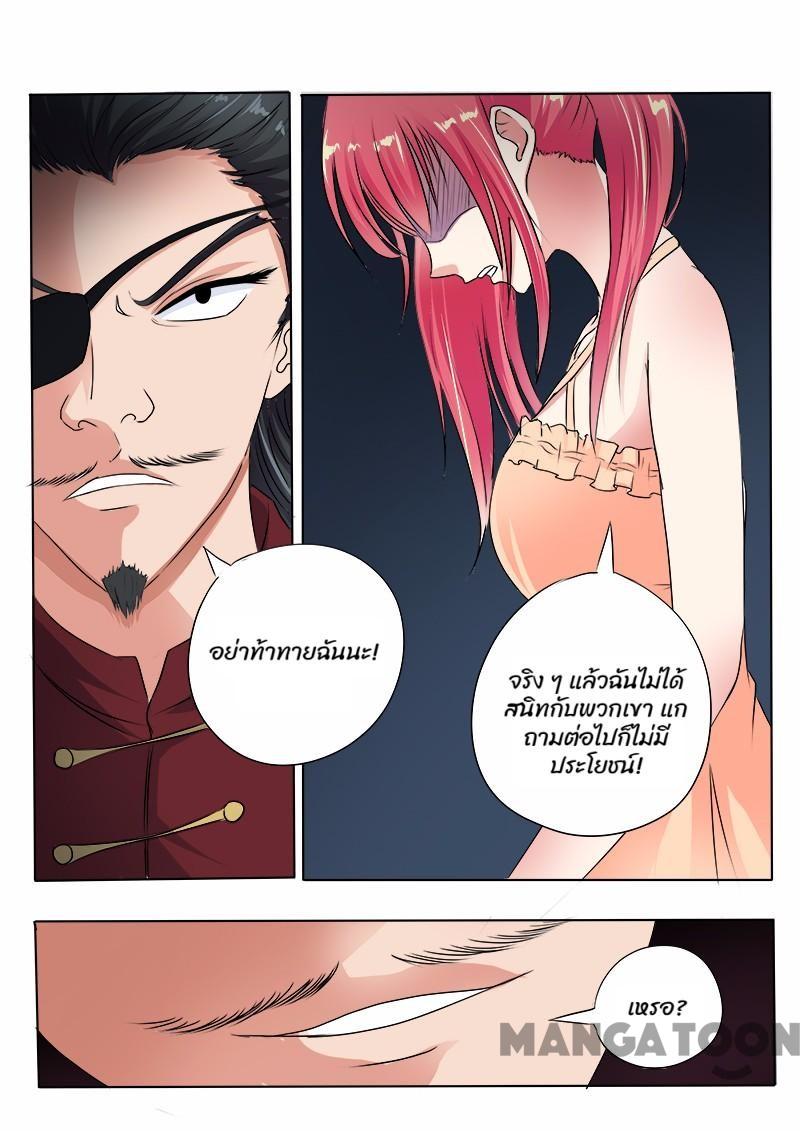 อย่าท้าทายฉันนะ!
จริง ๆ แล้วฉันไม่ได้
สนิทกับพวกเขา แก
ถามต่อไปก็ไม่มี
ประโยชน์!
เหรอ?
MANGATOON